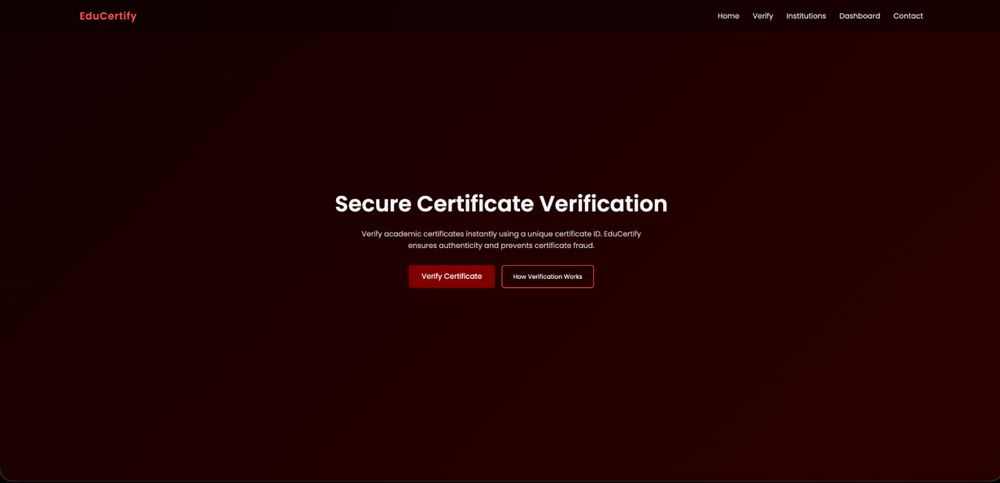 EduCertify
Home
Verify
Institutions
Dashboard
Contact
Secure Certificate Verification
Verify academic certificates instantly using a unique certificate ID. EduCertify
ensures authenticity and prevents certificate fraud.
Verify Certificate
How Verification Works